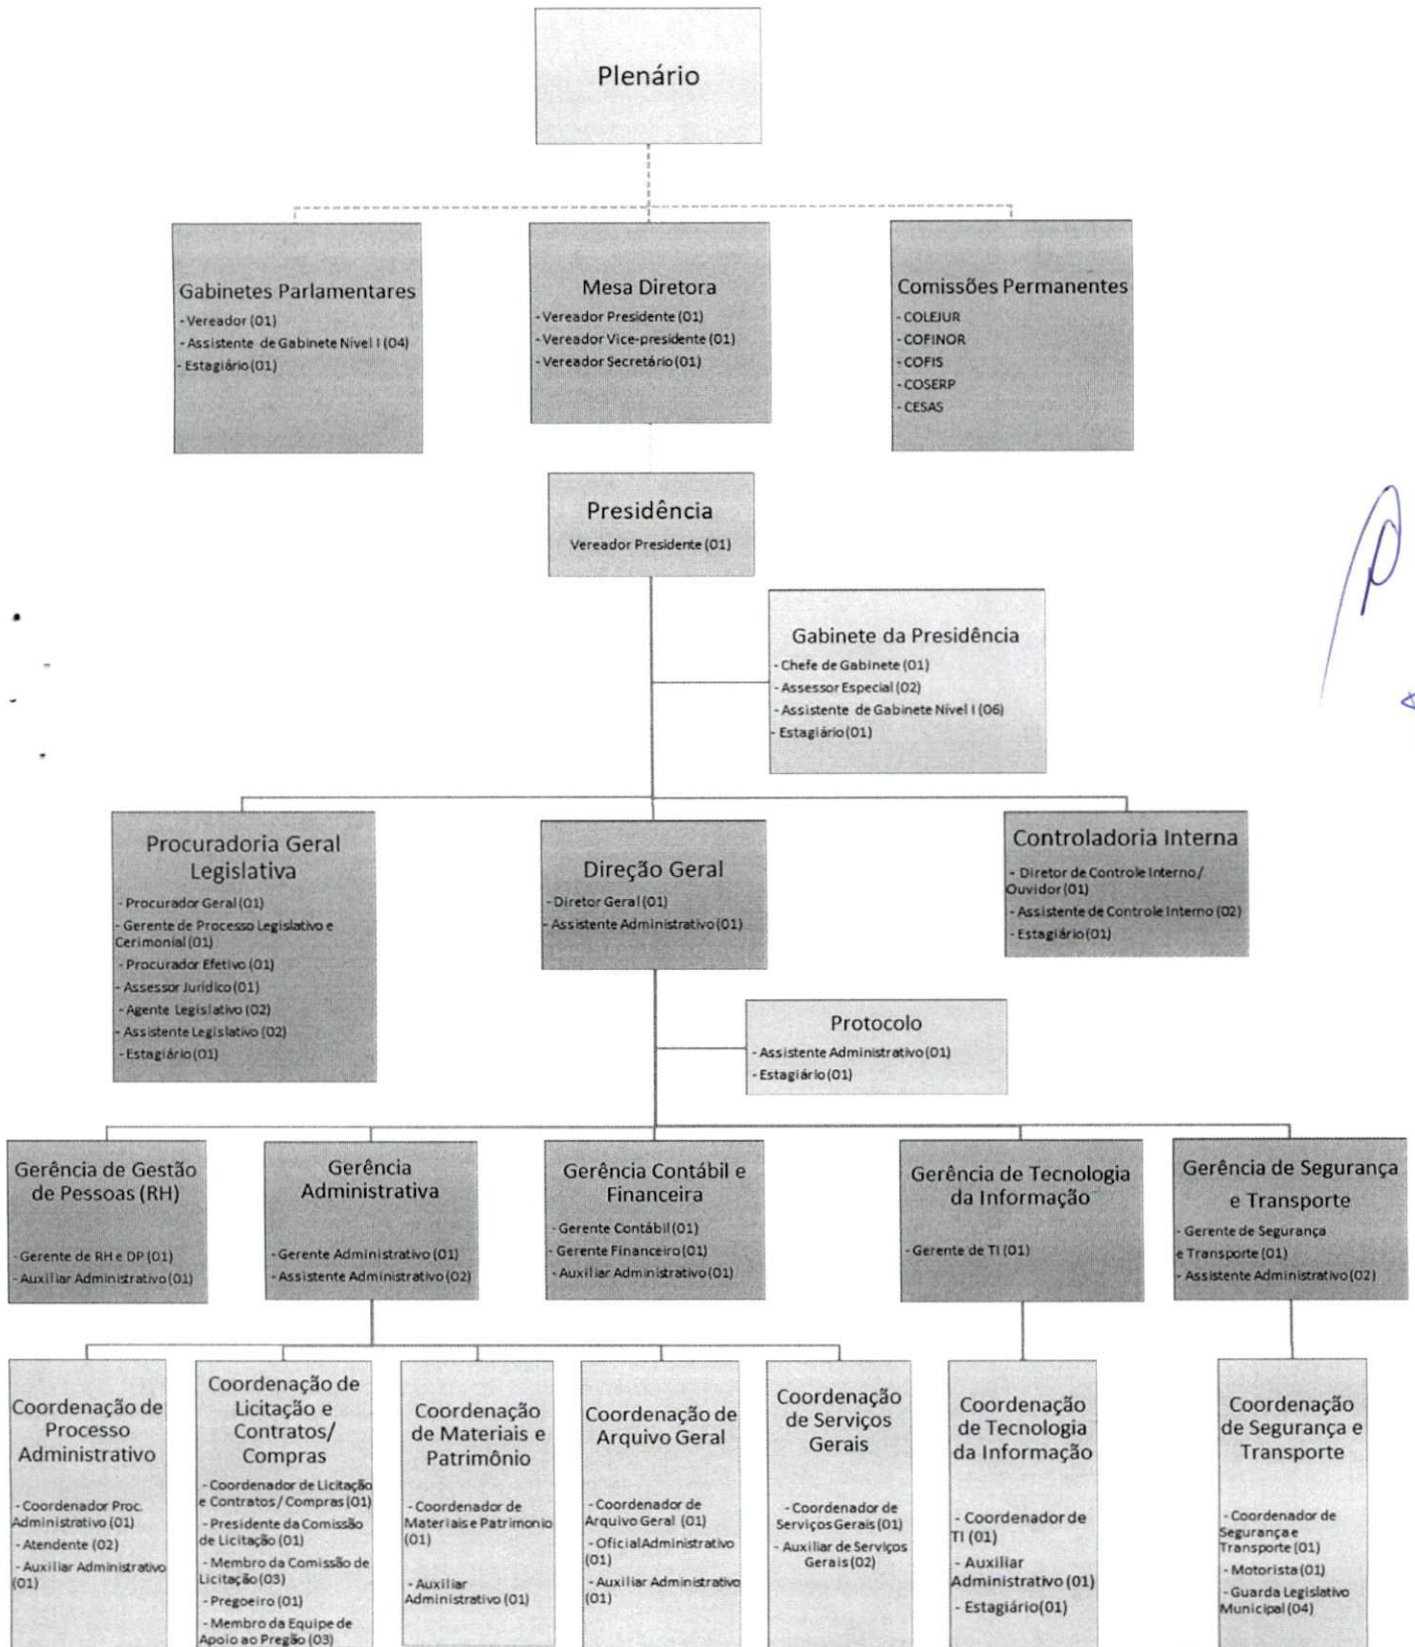 Plenário
Gabinetes Parlamentares
- Vereador (01)
- Assistente de Gabinete Nível I (04)
- Estagiário (01)
Mesa Diretora
- Vereador Presidente (01)
- Vereador Vice-presidente (01)
- Vereador Secretário (01)
Comissões Permanentes
- COLEJUR
- COFINOR
- COFIS
- COSERP
- CESAS
Presidência
Vereador Presidente (01)
Gabinete da Presidência
- Chefe de Gabinete (01)
- Assessor Especial (02)
- Assistente de Gabinete Nível I (06)
- Estagiário (01)
Procuradoria Geral
Legislativa
- Procurador Geral (01)
- Gerente de Processo Legislativo e
Cerimonial (01)
- Procurador Efetivo (01)
- Assessor Jurídico (01)
- Agente Legislativo (02)
- Assistente Legislativo (02)
- Estagiário (01)
Direção Geral
- Diretor Geral (01)
- Assistente Administrativo (01)
Controladoria Interna
- Diretor de Controle Interno/
Ouvidor (01)
- Assistente de Controle Interno (02)
- Estagiário (01)
Protocolo
- Assistente Administrativo (01)
- Estagiário (01)
Gerência de Gestão
de Pessoas (RH)
- Gerente de RH e DP (01)
- Auxiliar Administrativo (01)
Gerência
Administrativa
- Gerente Administrativo (01)
- Assistente Administrativo (02)
Gerência Contábil e
Financeira
- Gerente Contábil (01)
- Gerente Financeiro (01)
- Auxiliar Administrativo (01)
Gerência de Tecnologia
da Informação
- Gerente de TI (01)
Gerência de Segurança
e Transporte
- Gerente de Segurança
e Transporte (01)
- Assistente Administrativo (02)
Coordenação de
Processo
Administrativo
- Coordenador Proc.
Administrativo (01)
- Atendente (02)
- Auxiliar Administrativo
(01)
Coordenação de
Licitação e
Contratos/
Compras
- Coordenador de Licitação
e Contratos / Compras (01)
- Presidente da Comissão
de Licitação (01)
- Membro da Comissão de
Licitação (03)
- Pregoeiro (01)
- Membro da Equipe de
Apoio ao Pregão (03)
Coordenação
de Materiais e
Patrimônio
- Coordenador de
Materiais e Patrimonio
(01)
- Auxiliar
Administrativo (01)
Coordenação de
Arquivo Geral
- Coordenador de
Arquivo Geral (01)
- Oficial Administrativo
(01)
- Auxiliar Administrativo
(01)
Coordenação
de Serviços
Gerais
- Coordenador de
Serviços Gerais (01)
- Auxiliar de Serviços
Gerais (02)
Coordenação
de Tecnologia
da Informação
- Coordenador de
TI (01)
- Auxiliar
Administrativo (01)
- Estagiário (01)
Coordenação
de Segurança e
Transporte
- Coordenador de
Segurança e
Transporte (01)
- Motorista (01)
- Guarda Legislativo
Municipal (04)